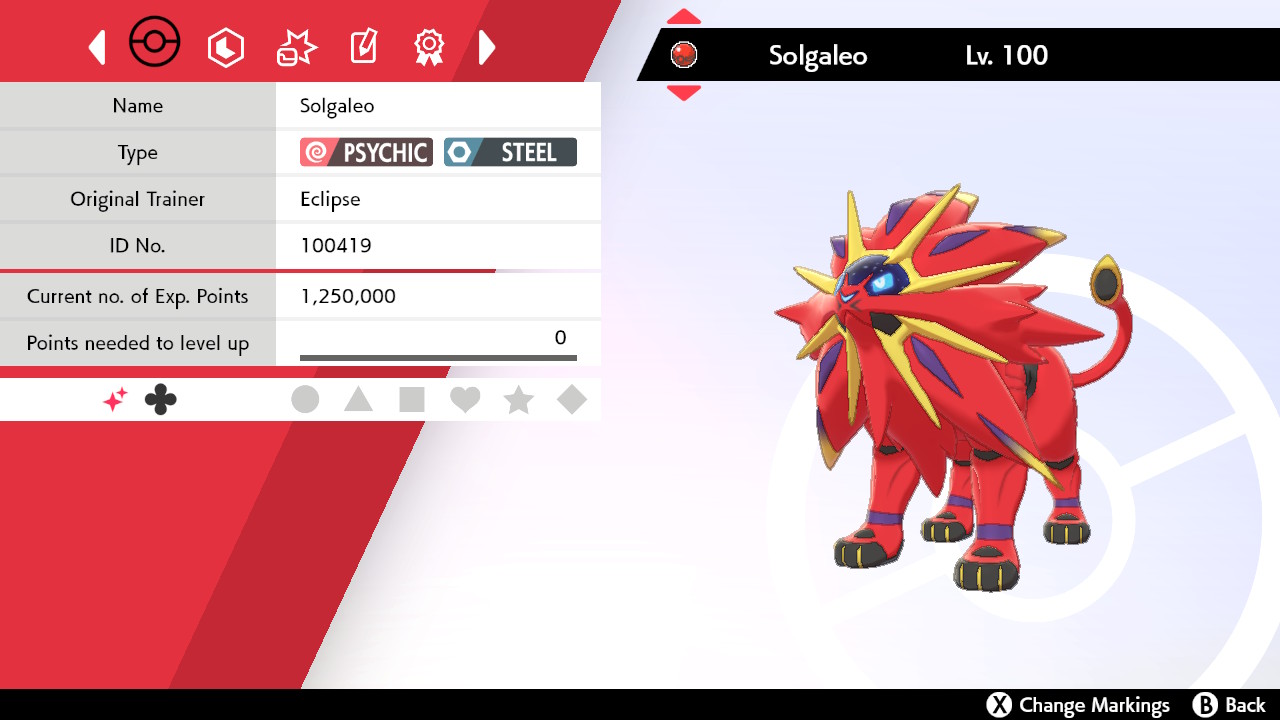 Solgaleo Lv. 100
Name Solgaleo
Type PSYCHIC STEEL
Original Trainer Eclipse
ID No. 100419
Current no. of Exp. Points 1,250,000
Points needed to level up 0
X Change Markings B Back